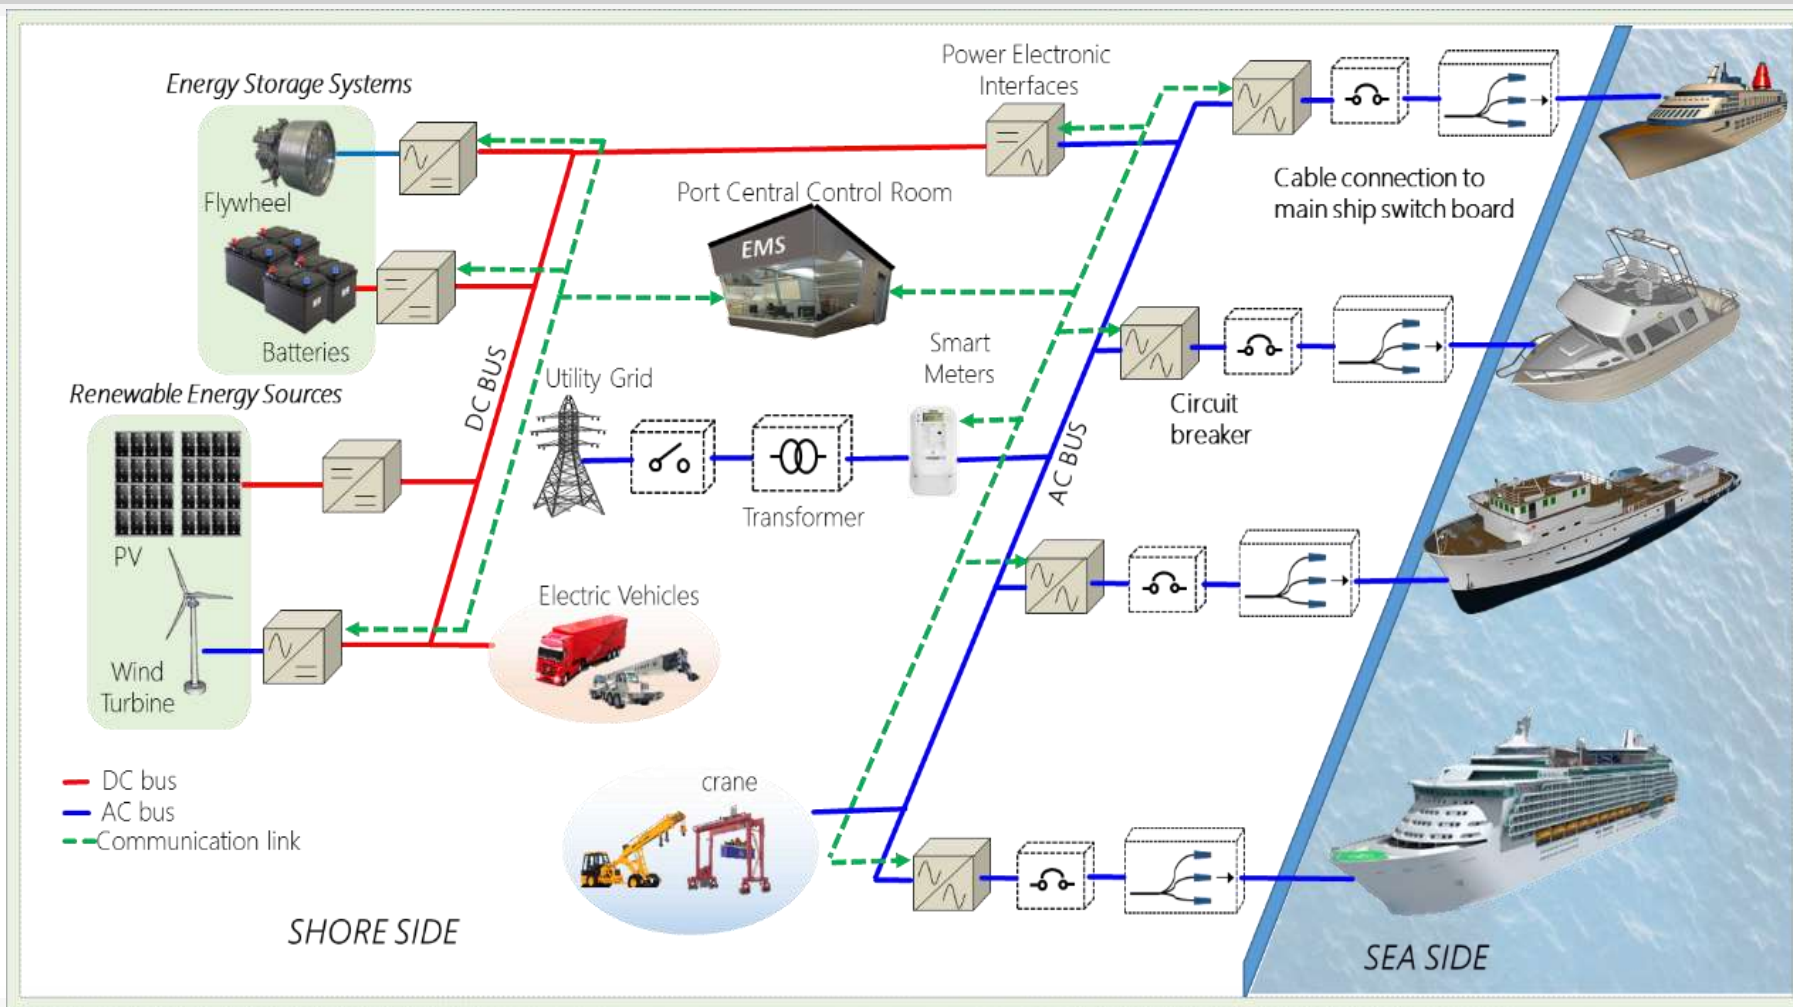 Power Electronic
Interfaces
Energy Storage Systems
Flywheel
Port Central Control Room
EMS
Cable connection to
main ship switch board
Batteries
DC BUS
Utility Grid
Smart
Meters
Renewable Energy Sources
Circuit
breaker
AC BUS
Transformer
PV
Electric Vehicles
Wind
Turbine
DC bus
AC bus
Communication link
crane
SHORE SIDE
SEA SIDE